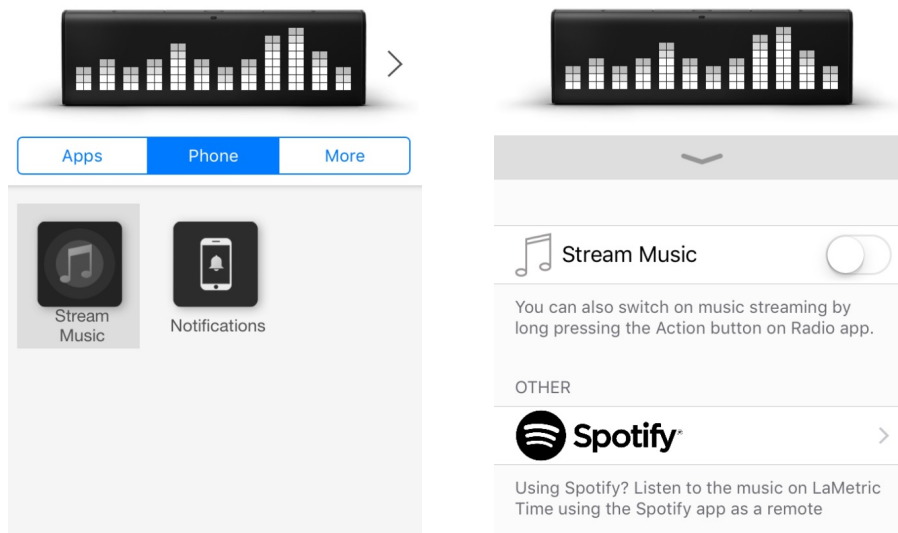 Apps
Phone
More
Stream
Music
Notifications
Stream Music
You can also switch on music streaming by
long pressing the Action button on Radio app.
OTHER
Spotify
Using Spotify? Listen to the music on LaMetric
Time using the Spotify app as a remote